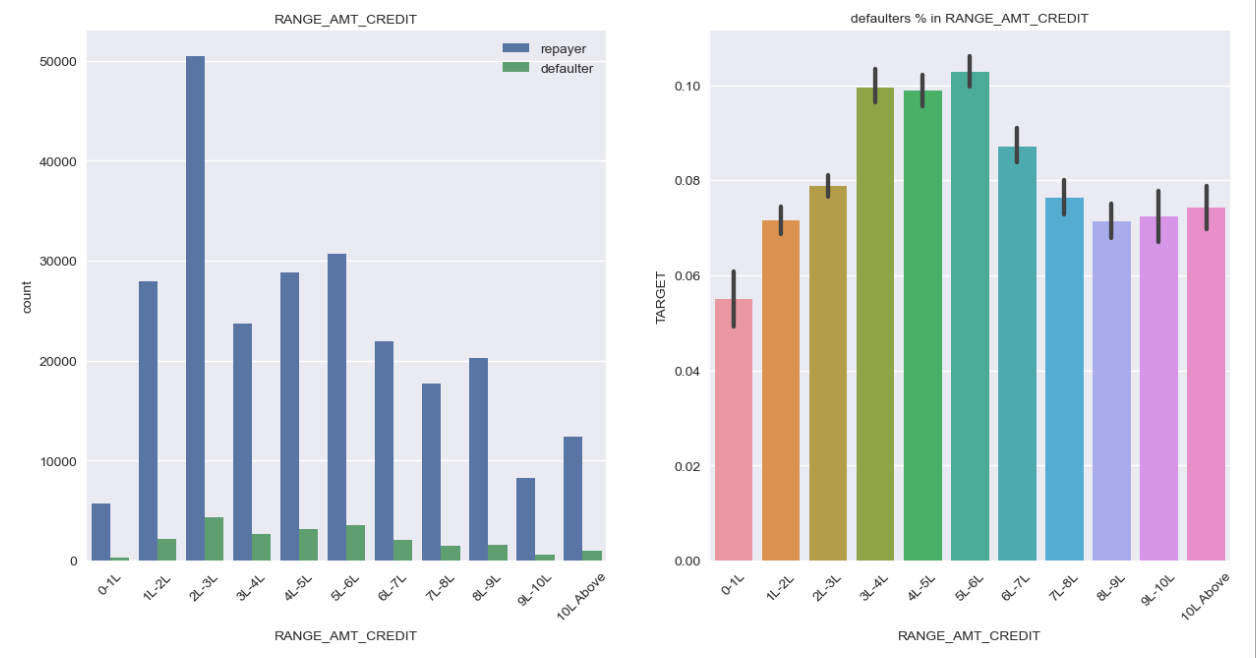 RANGE_AMT_CREDIT
repayer
defaulter
50000
40000
30000
20000
10000
0
count
0-1L
1L-2L
2L-3L
3L-4L
4L-5L
5L-6L
6L-7L
7L-8L
8L-9L
9L-10L
10L Above
RANGE_AMT_CREDIT
defaulters % in RANGE_AMT_CREDIT
0.10
0.08
0.06
0.04
0.02
0.00
TARGET
0-1L
1L-2L
2L-3L
3L-4L
4L-5L
5L-6L
6L-7L
7L-8L
8L-9L
9L-10L
10L Above
RANGE_AMT_CREDIT